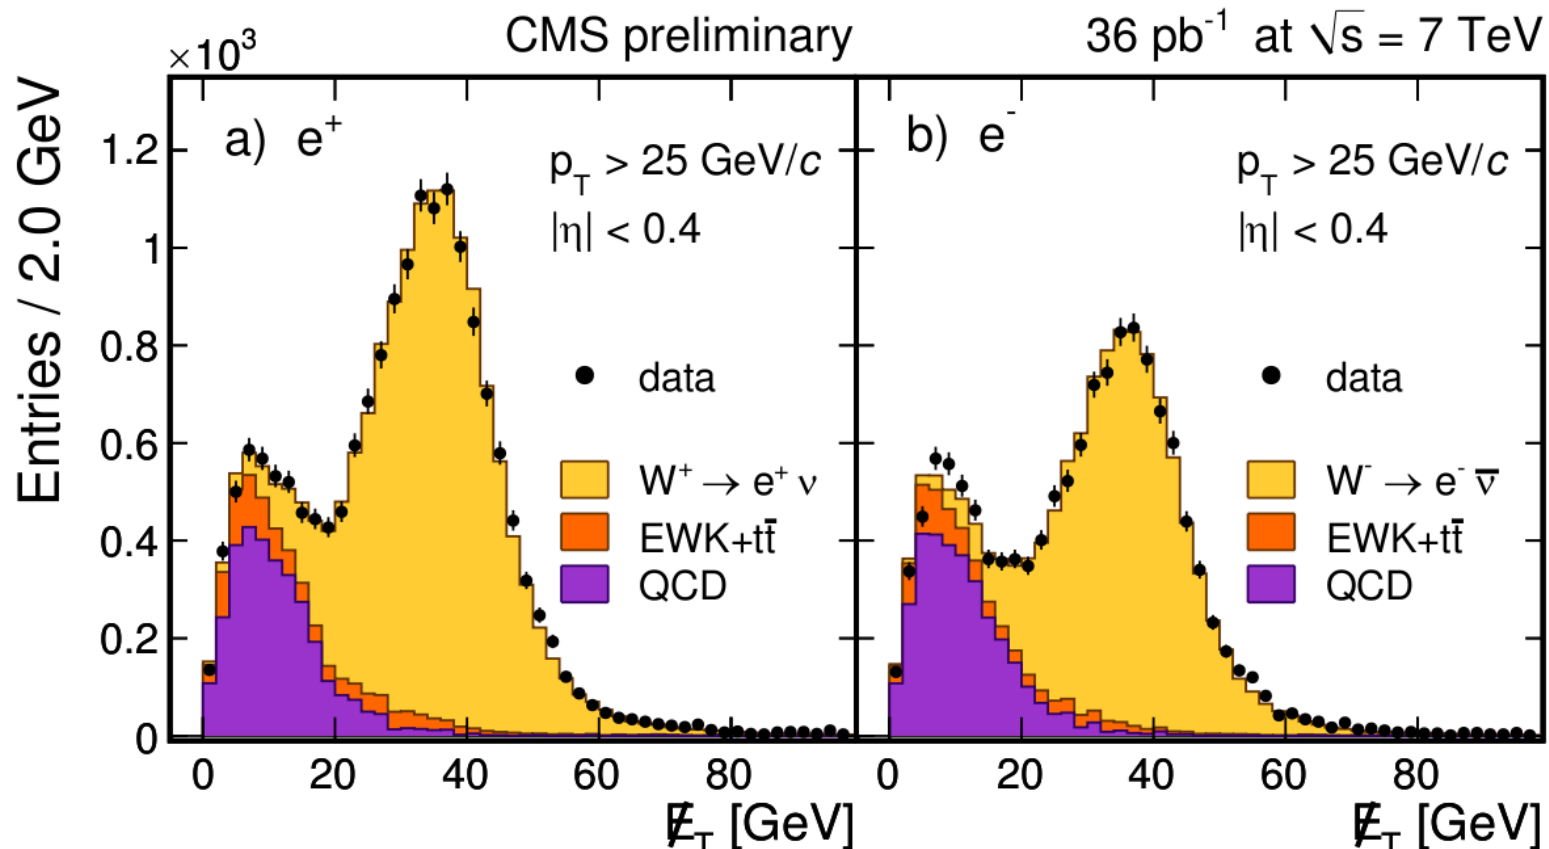 CMS preliminary 36 pb⁻¹ at √s = 7 TeV
×10³
Entries / 2.0 GeV
a) e⁺
p_T > 25 GeV/c
|η| < 0.4
data
W⁺ → e⁺ ν
EWK+tt̄
QCD
1.2
1
0.8
0.6
0.4
0.2
0
0 20 40 60 80
E̸_T [GeV]
b) e⁻
p_T > 25 GeV/c
|η| < 0.4
data
W⁻ → e⁻ ν̄
EWK+tt̄
QCD
0 20 40 60 80
E̸_T [GeV]